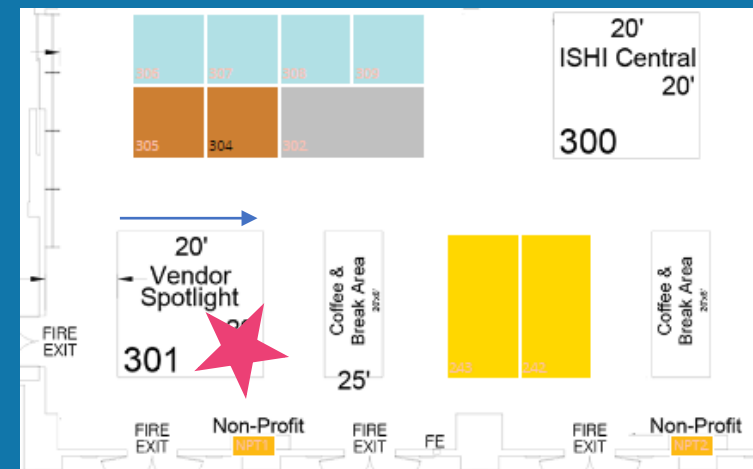 20'
ISHI Central
20'
300
306
307
308
309
305
304
302
20'
Vendor
Spotlight
301
Coffee &
Break Area
25'
243
242
Coffee &
Break Area
FIRE
EXIT
FIRE
EXIT
Non-Profit
NPT1
FIRE
EXIT
FE
FIRE
EXIT
Non-Profit
NPT2